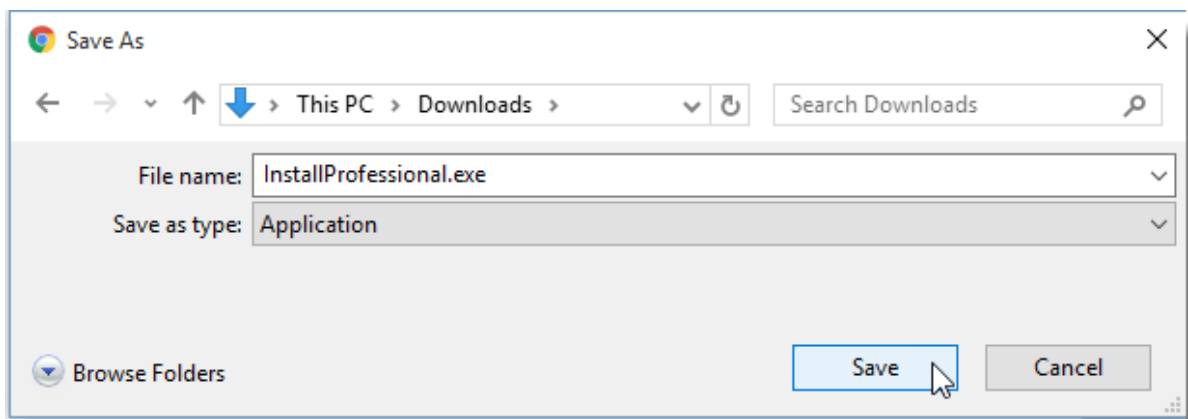 Save As
This PC > Downloads > Search Downloads
File name: InstallProfessional.exe
Save as type: Application
Browse Folders Save Cancel